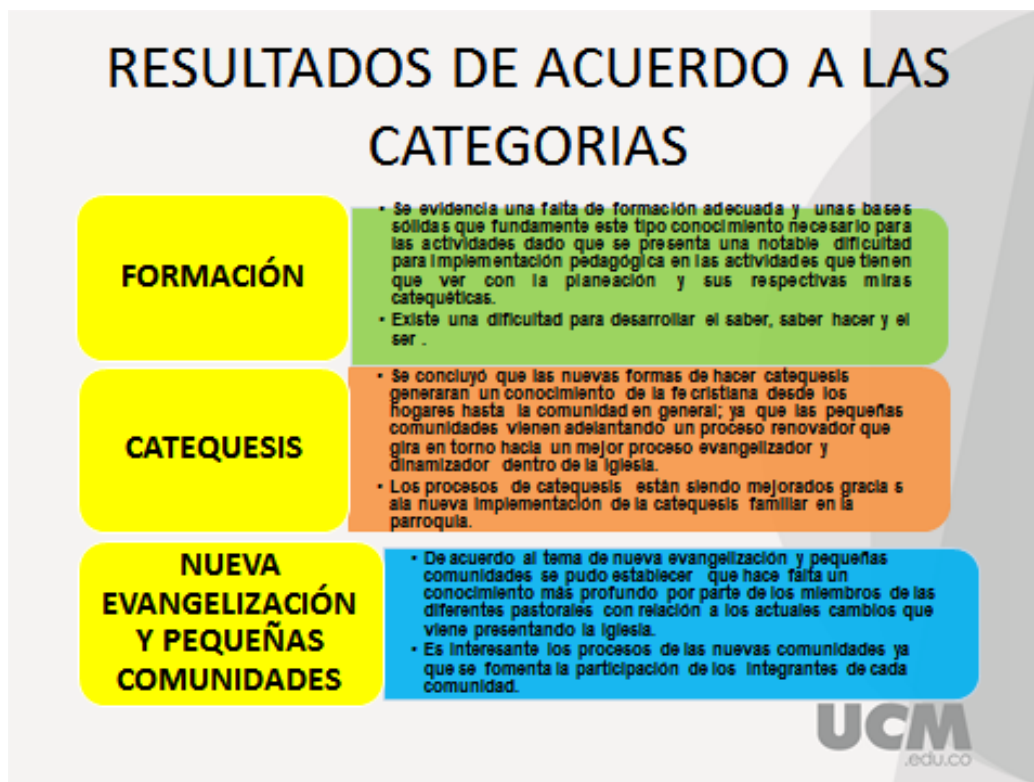 RESULTADOS DE ACUERDO A LAS
CATEGORIAS
FORMACIÓN
• Se evidencia una falta de formación adecuada y unas bases
sólidas que fundamente este tipo conocimiento necesario para
las actividades dado que se presenta una notable dificultad
para implementación pedagógica en las actividades que tienen
que ver con la planeación y sus respectivas miras
catequéticas.
• Existe una dificultad para desarrollar el saber, saber hacer y el
ser .
CATEQUESIS
• Se concluyó que las nuevas formas de hacer catequesis
generaran un conocimiento de la fe cristiana desde los
hogares hasta la comunidad en general; ya que las pequeñas
comunidades vienen adelantando un proceso renovador que
gira en torno hacia un mejor proceso evangelizador y
dinamizador dentro de la iglesia.
• Los procesos de catequesis están siendo mejorados gracia s
ala nueva implementación de la catequesis familiar en la
parroquia.
NUEVA
EVANGELIZACIÓN
Y PEQUEÑAS
COMUNIDADES
• De acuerdo al tema de nueva evangelización y pequeñas
comunidades se pudo establecer que hace falta un
conocimiento más profundo por parte de los miembros de las
diferentes pastorales con relación a los actuales cambios que
viene presentando la iglesia.
• Es interesante los procesos de las nuevas comunidades ya
que se fomenta la participación de los integrantes de cada
comunidad.
UCM
.edu.co